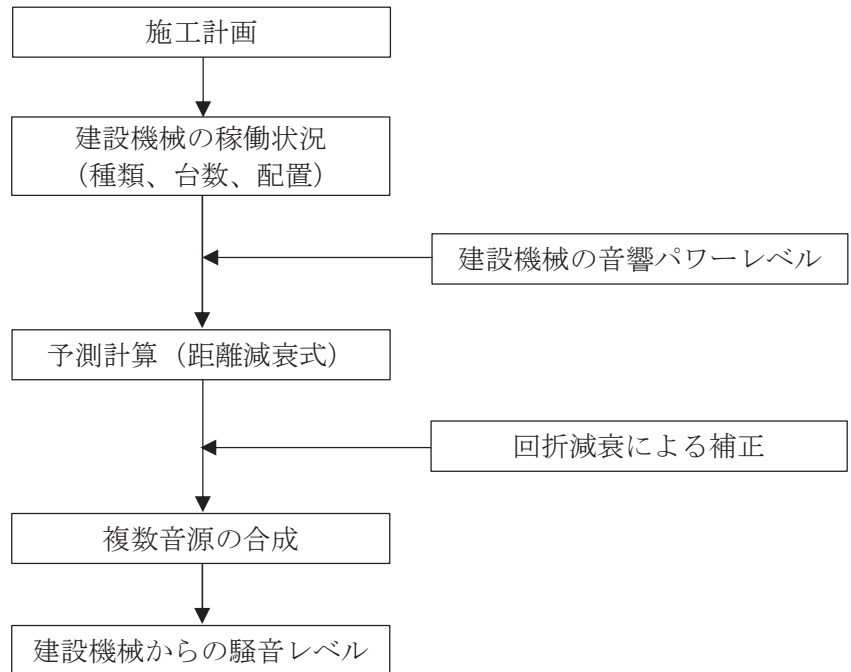 施工計画
建設機械の稼働状況
（種類、台数、配置）
建設機械の音響パワーレベル
予測計算（距離減衰式）
回折減衰による補正
複数音源の合成
建設機械からの騒音レベル